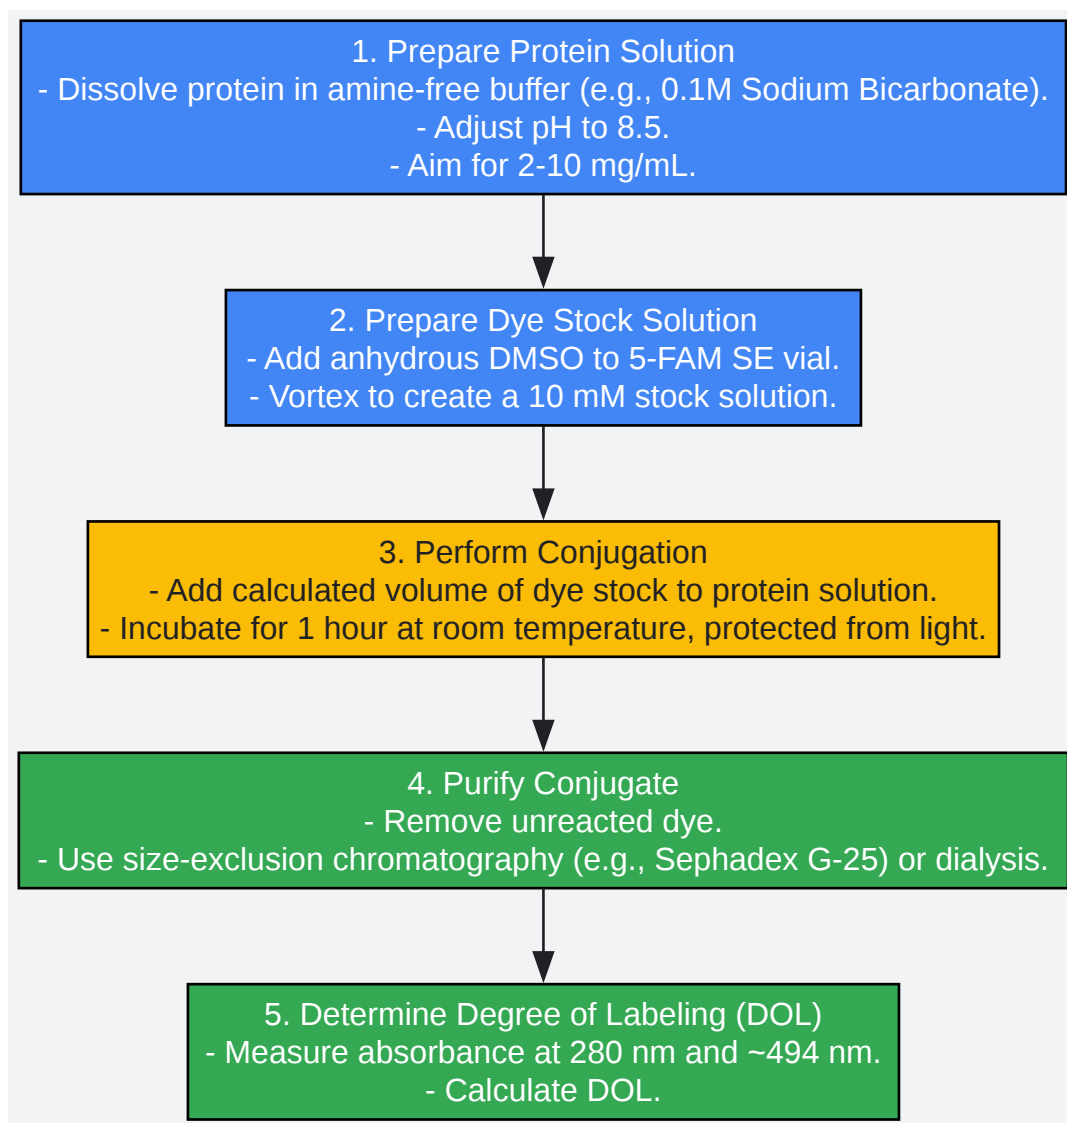 1. Prepare Protein Solution
- Dissolve protein in amine-free buffer (e.g., 0.1M Sodium Bicarbonate).
- Adjust pH to 8.5.
- Aim for 2-10 mg/mL.
2. Prepare Dye Stock Solution
- Add anhydrous DMSO to 5-FAM SE vial.
- Vortex to create a 10 mM stock solution.
3. Perform Conjugation
- Add calculated volume of dye stock to protein solution.
- Incubate for 1 hour at room temperature, protected from light.
4. Purify Conjugate
- Remove unreacted dye.
- Use size-exclusion chromatography (e.g., Sephadex G-25) or dialysis.
5. Determine Degree of Labeling (DOL)
- Measure absorbance at 280 nm and ~494 nm.
- Calculate DOL.